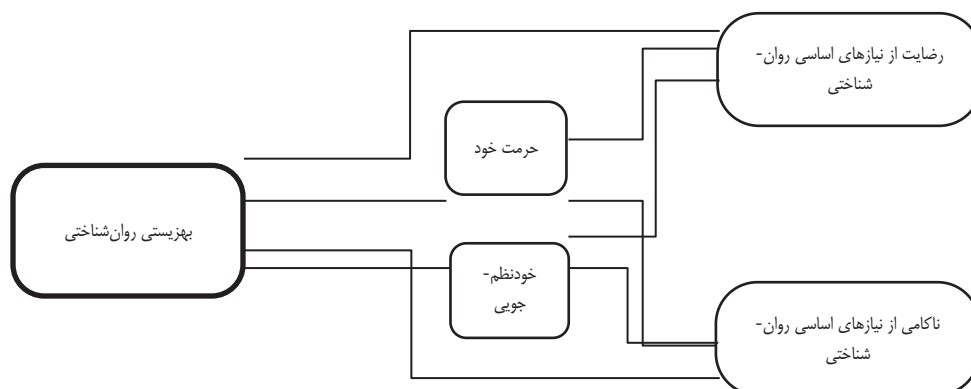 رضایت از نیازهای اساسی روان-
شناختی
حرمت خود
بهزیستی روان‌شناختی
خودنظم-
جویی
ناکامی از نیازهای اساسی روان-
شناختی